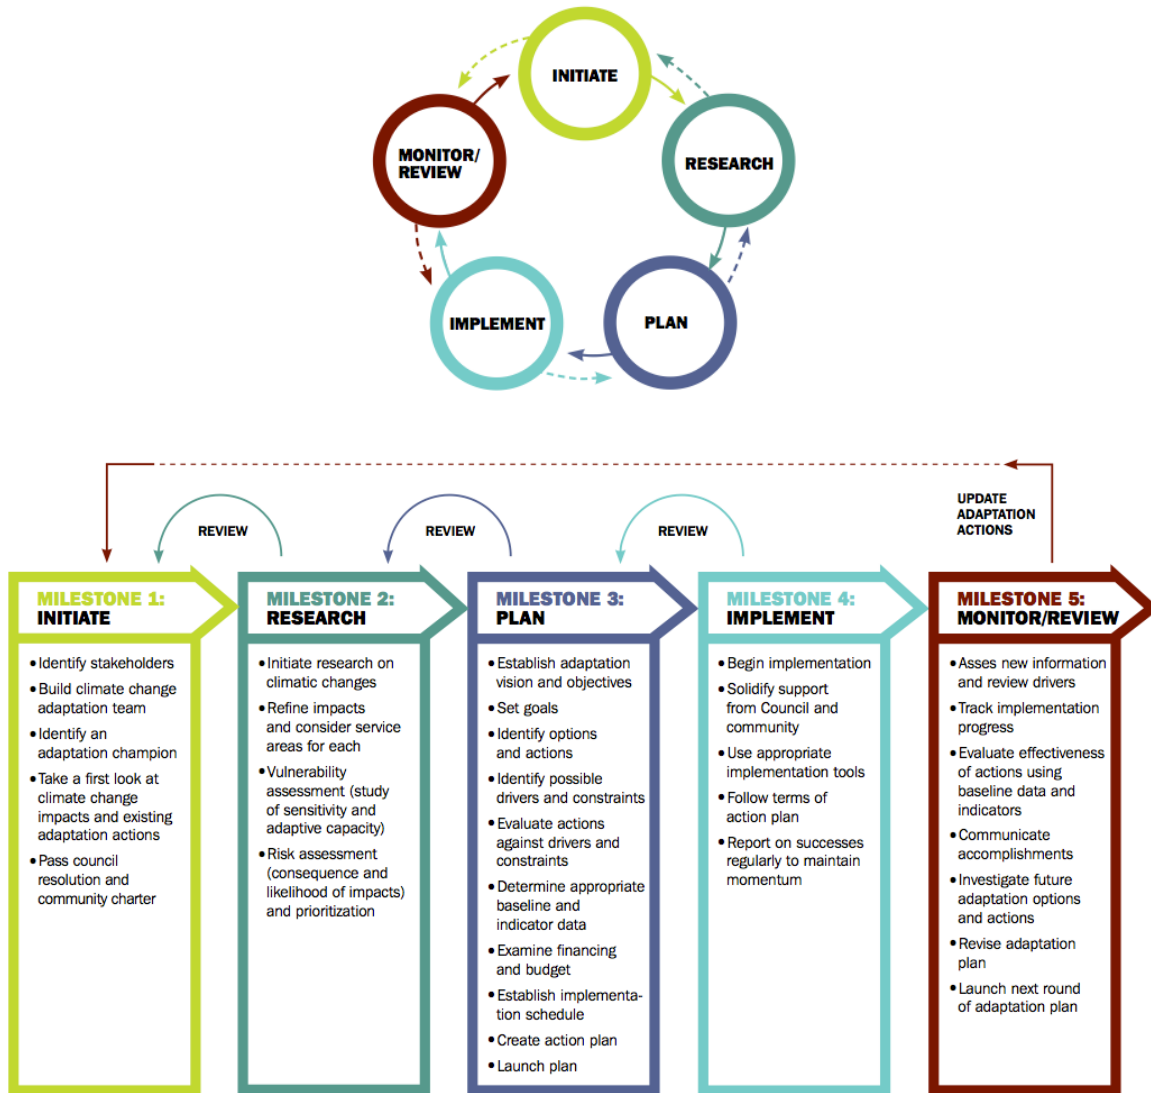 INITIATE
MONITOR/
REVIEW
RESEARCH
IMPLEMENT
PLAN
UPDATE
ADAPTATION
ACTIONS
REVIEW
REVIEW
REVIEW
MILESTONE 1:
INITIATE
• Identify stakeholders
• Build climate change
adaptation team
• Identify an
adaptation champion
• Take a first look at
climate change
impacts and existing
adaptation actions
• Pass council
resolution and
community charter
MILESTONE 2:
RESEARCH
• Initiate research on
climatic changes
• Refine impacts
and consider service
areas for each
• Vulnerability
assessment (study
of sensitivity and
adaptive capacity)
• Risk assessment
(consequence and
likelihood of impacts)
and prioritization
MILESTONE 3:
PLAN
• Establish adaptation
vision and objectives
• Set goals
• Identify options
and actions
• Identify possible
drivers and constraints
• Evaluate actions
against drivers and
constraints
• Determine appropriate
baseline and
indicator data
• Examine financing
and budget
• Establish implementa-
tion schedule
• Create action plan
• Launch plan
MILESTONE 4:
IMPLEMENT
• Begin implementation
• Solidify support
from Council and
community
• Use appropriate
implementation tools
• Follow terms of
action plan
• Report on successes
regularly to maintain
momentum
MILESTONE 5:
MONITOR/REVIEW
• Asses new information
and review drivers
• Track implementation
progress
• Evaluate effectiveness
of actions using
baseline data and
indicators
• Communicate
accomplishments
• Investigate future
adaptation options
and actions
• Revise adaptation
plan
• Launch next round
of adaptation plan